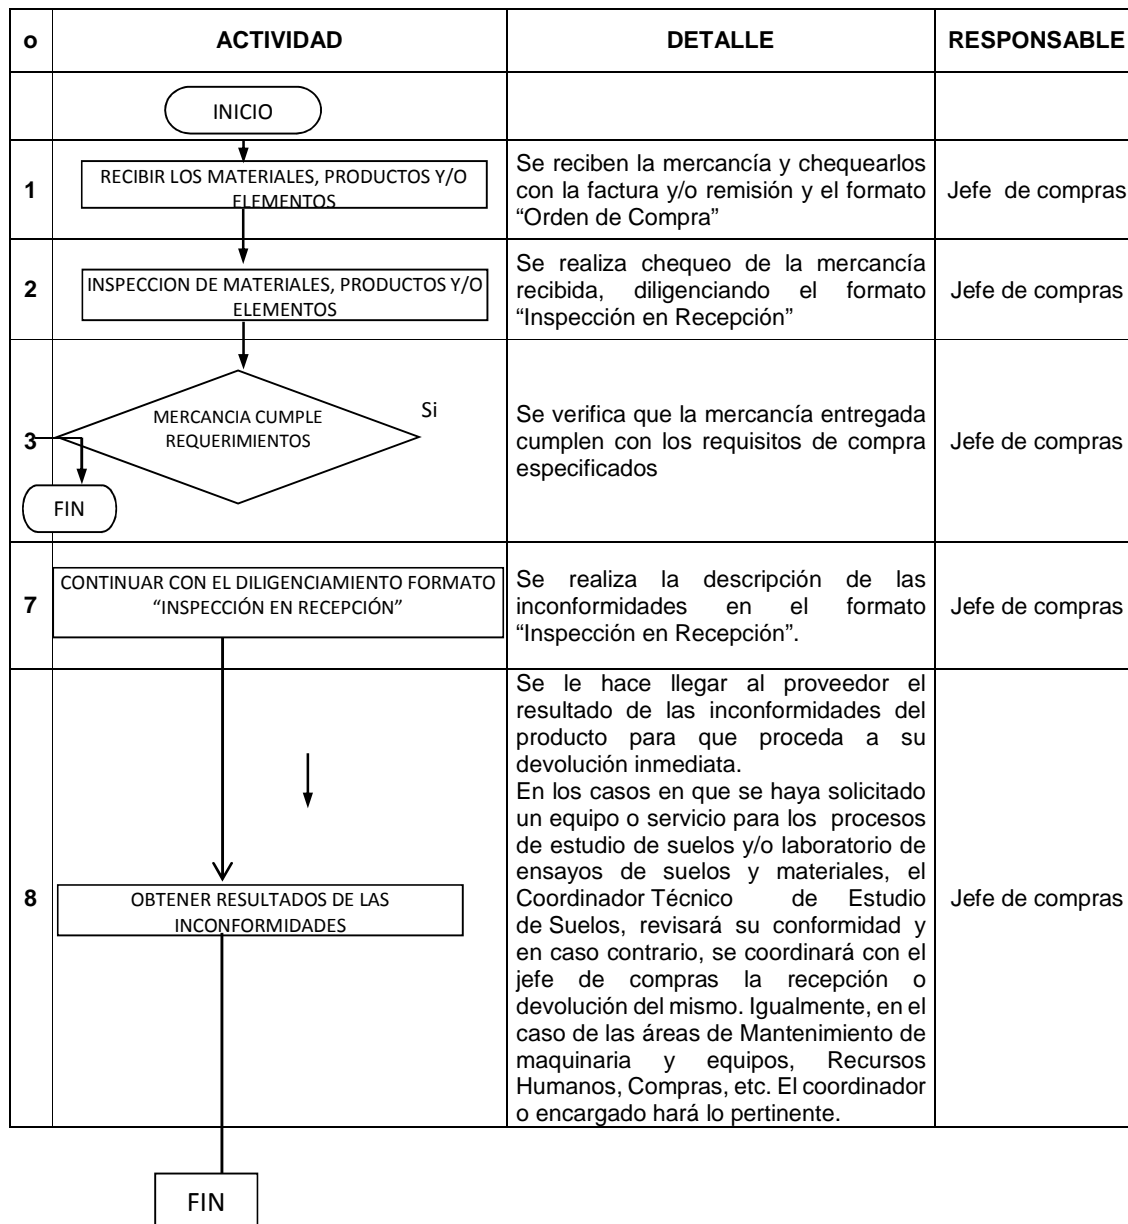 o ACTIVIDAD DETALLE RESPONSABLE
INICIO
1
RECIBIR LOS MATERIALES, PRODUCTOS Y/O
ELEMENTOS
Se reciben la mercancía y chequearlos
con la factura y/o remisión y el formato
“Orden de Compra”
Jefe de compras
2
INSPECCION DE MATERIALES, PRODUCTOS Y/O
ELEMENTOS
Se realiza chequeo de la mercancía
recibida, diligenciando el formato
“Inspección en Recepción”
Jefe de compras
3
MERCANCIA CUMPLE
REQUERIMIENTOS
Si
FIN
Se verifica que la mercancía entregada
cumplen con los requisitos de compra
especificados
Jefe de compras
7
CONTINUAR CON EL DILIGENCIAMIENTO FORMATO
“INSPECCIÓN EN RECEPCIÓN”
Se realiza la descripción de las
inconformidades en el formato
“Inspección en Recepción”.
Jefe de compras
8
OBTENER RESULTADOS DE LAS
INCONFORMIDADES
Se le hace llegar al proveedor el
resultado de las inconformidades del
producto para que proceda a su
devolución inmediata.
En los casos en que se haya solicitado
un equipo o servicio para los procesos
de estudio de suelos y/o laboratorio de
ensayos de suelos y materiales, el
Coordinador Técnico de Estudio
de Suelos, revisará su conformidad y
en caso contrario, se coordinará con el
jefe de compras la recepción o
devolución del mismo. Igualmente, en el
caso de las áreas de Mantenimiento de
maquinaria y equipos, Recursos
Humanos, Compras, etc. El coordinador
o encargado hará lo pertinente.
Jefe de compras
FIN